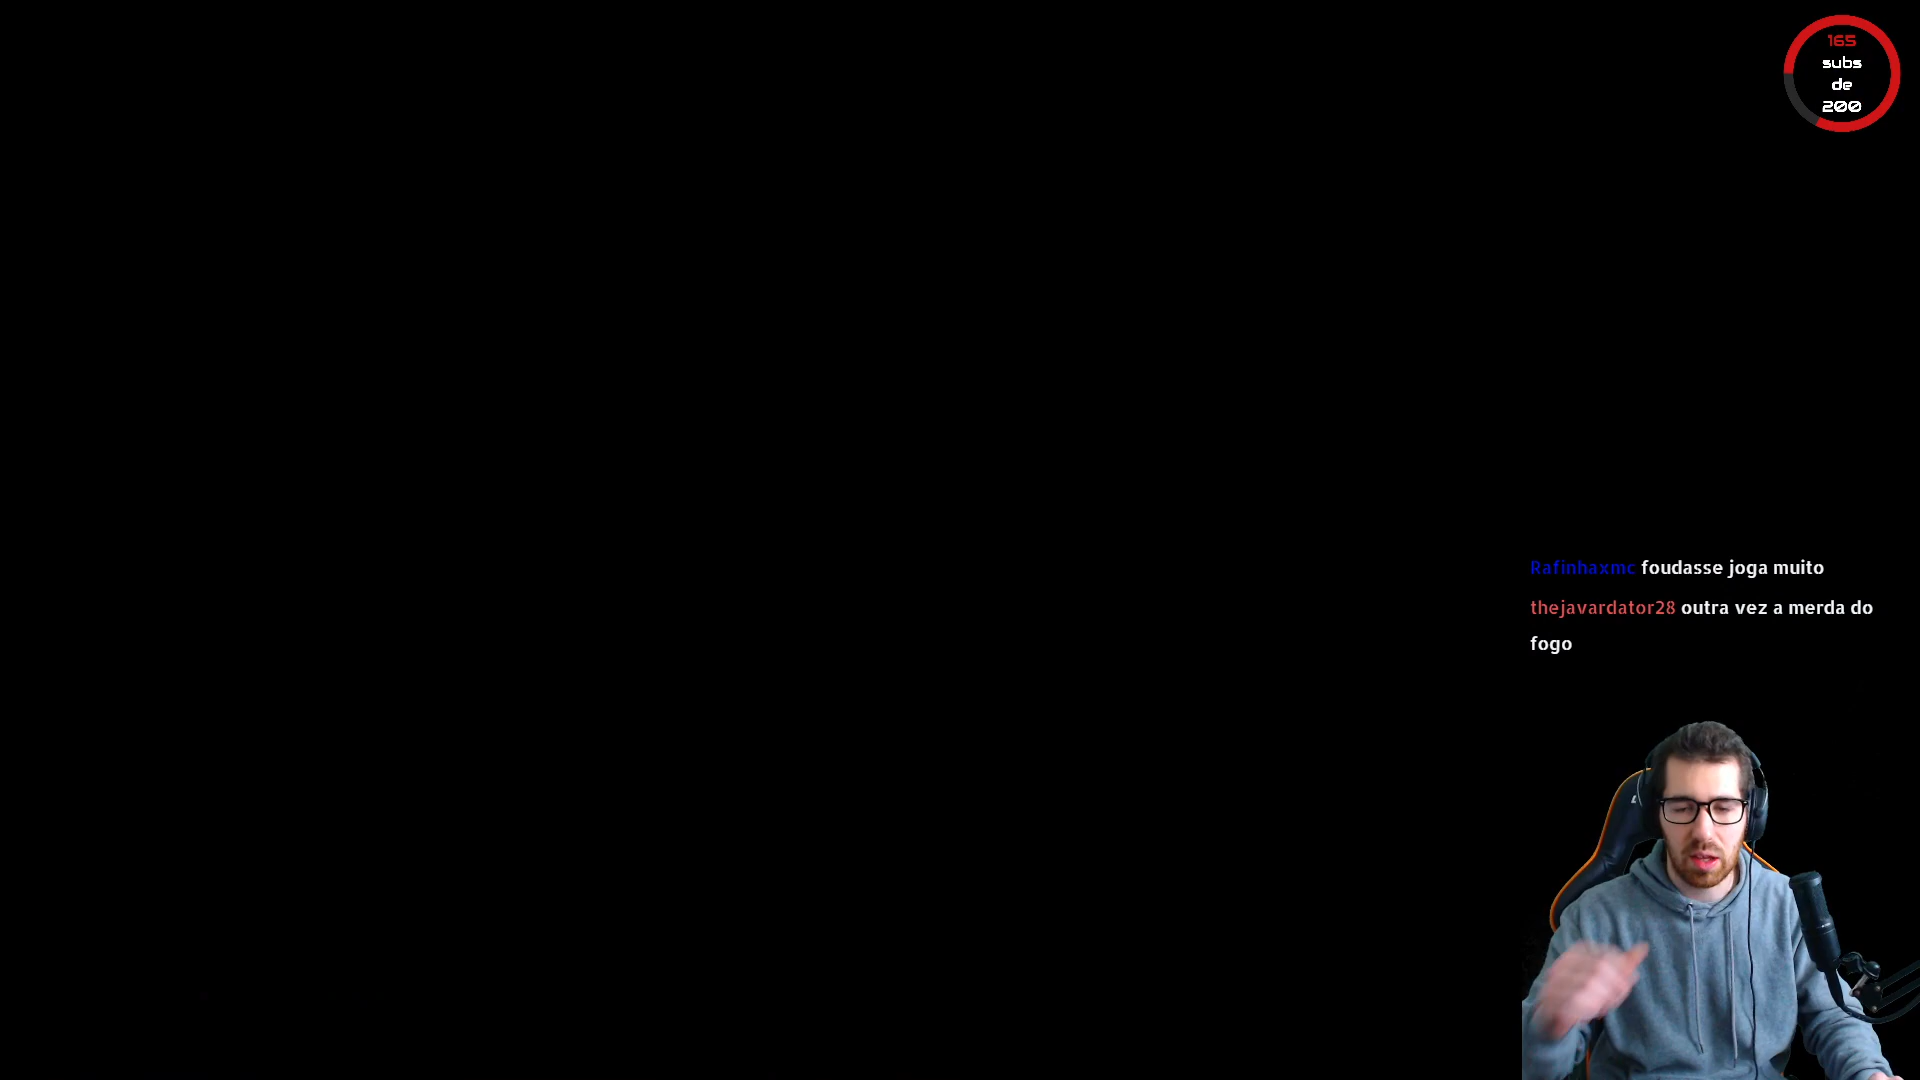 165
subs
de
200
Rafinhaxmc foudasse joga muito
thejavardator28 outra vez a merda do
fogo